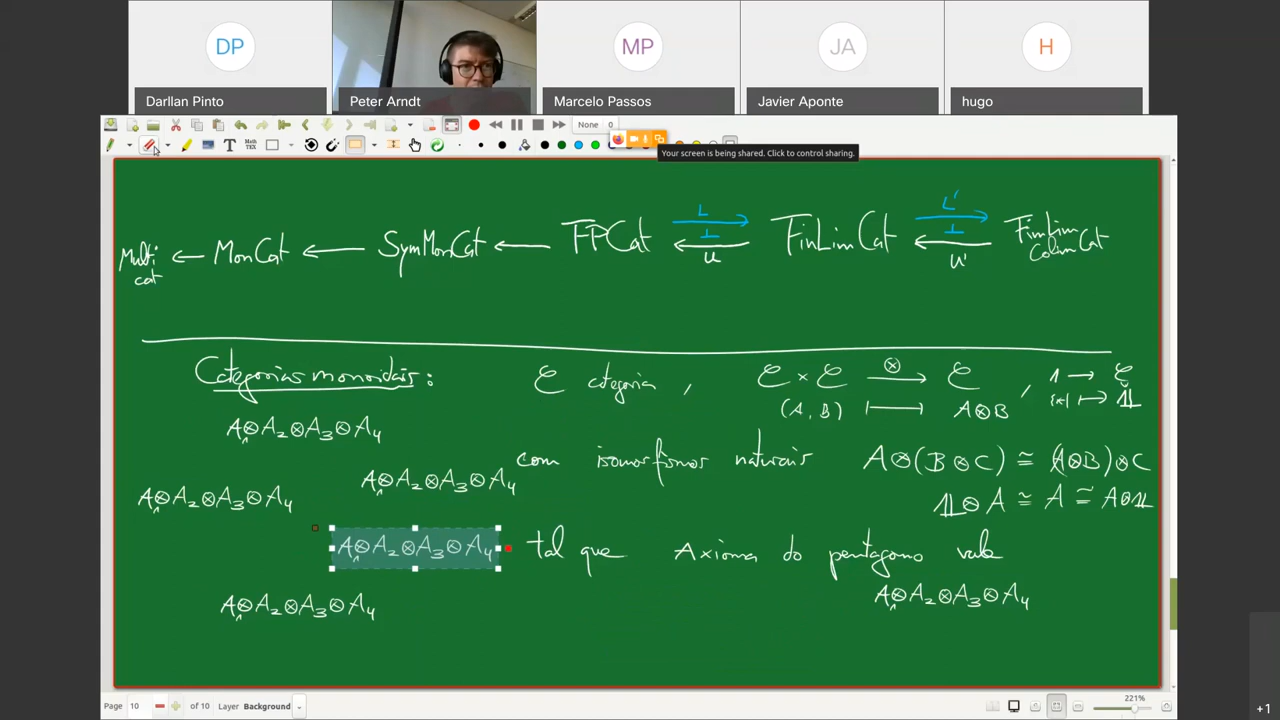 DP MP JA H
Darllan Pinto Peter Arndt Marcelo Passos Javier Aponte hugo
None 0
T Math TEX
Your screen is being shared. Click to control sharing.
L L'
Multi cat ← MonCat ← SymMonCat ← FPCat ⊥ FinLimCat ⊥ FinLim ColimCat
U U'
Categorias monoidais: 𝒞 categoria, 𝒞 × 𝒞 →⊗ 𝒞, 1 → 𝒞
(A, B) ⟼ A⊗B {*} ↦ 𝟙
A₁⊗A₂⊗A₃⊗A₄
com isomorfismos naturais A⊗(B⊗C) ≅ (A⊗B)⊗C
A₁⊗A₂⊗A₃⊗A₄
A₁⊗A₂⊗A₃⊗A₄ 𝟙⊗A ≅ A ≅ A⊗𝟙
A₁⊗A₂⊗A₃⊗A₄ tal que Axioma do pentagono vale
A₁⊗A₂⊗A₃⊗A₄ A₁⊗A₂⊗A₃⊗A₄
Page 10 of 10 Layer Background 221%
+1